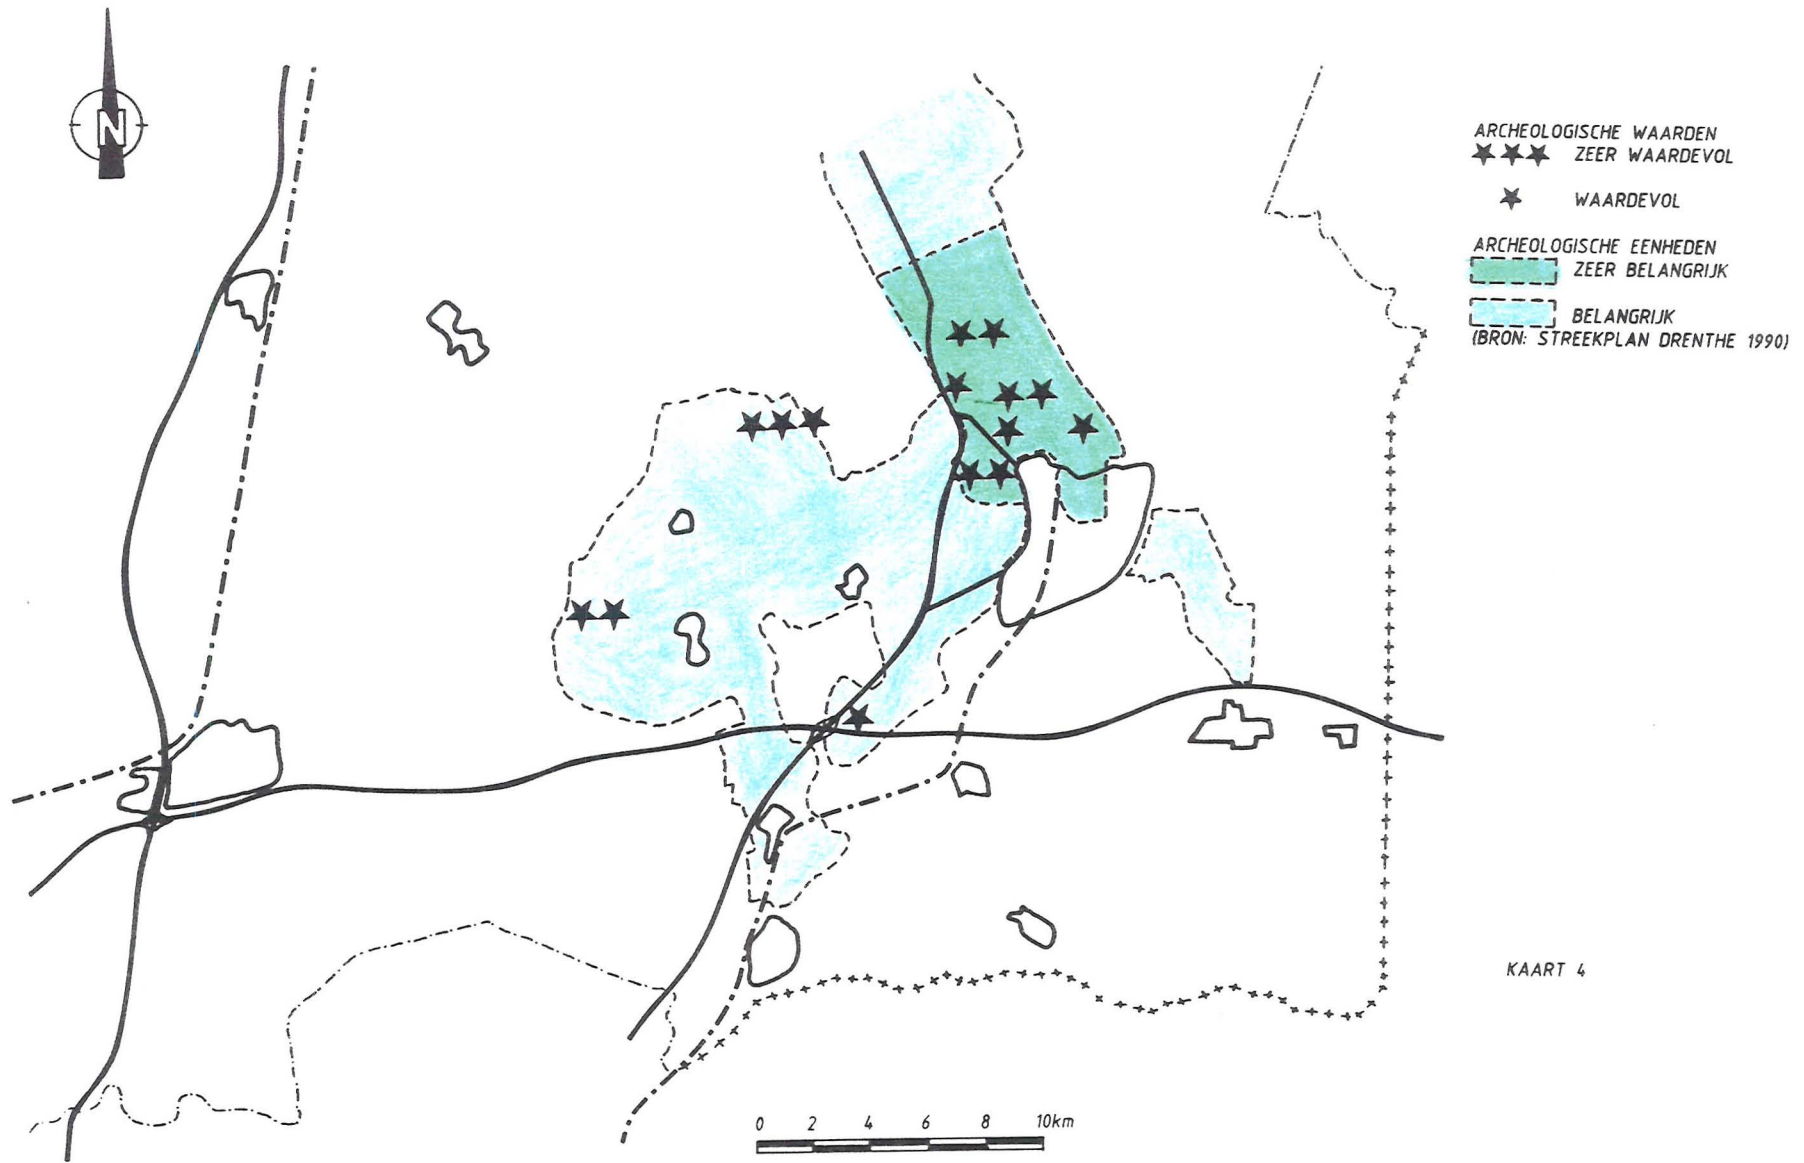 N
ARCHEOLOGISCHE WAARDEN
ZEER WAARDEVOL
WAARDEVOL
ARCHEOLOGISCHE EENHEDEN
ZEER BELANGRIJK
BELANGRIJK
(BRON: STREEKPLAN DRENTHE 1990)
KAART 4
0 2 4 6 8 10km